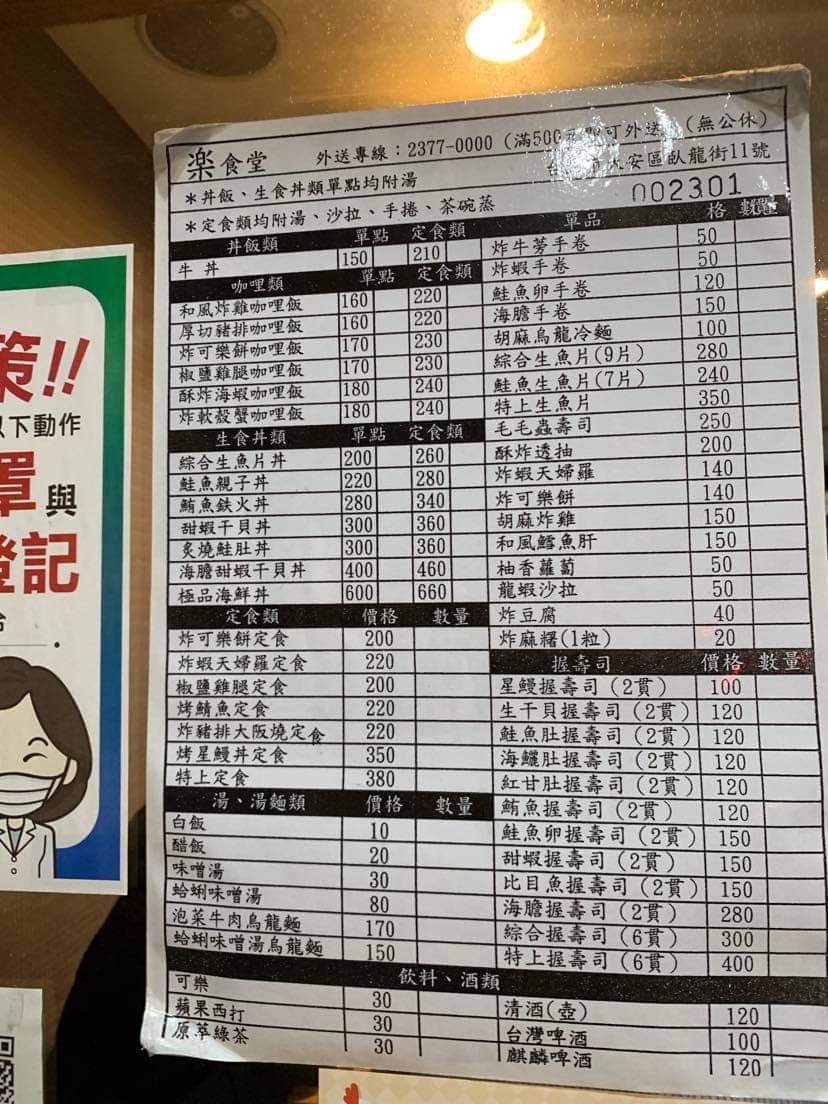 楽食堂 外送專線：2377-0000（滿500 訂外送 （無公休）
大安區臥龍街11號
＊丼飯、生食丼類單點均附湯
002301
＊定食類均附湯、沙拉、手捲、茶碗蒸
丼飯類 單點 定食類
牛丼 150 210
咖哩類 單點 定食類
和風炸雞咖哩飯 160 220
厚切豬排咖哩飯 160 220
炸可樂餅咖哩飯 170 230
椒鹽雞腿咖哩飯 170 230
酥炸海蝦咖哩飯 180 240
炸軟殼蟹咖哩飯 180 240
生食丼類 單點 定食類
綜合生魚片丼 200 260
鮭魚親子丼 220 280
鮪魚鉄火丼 280 340
甜蝦干貝丼 300 360
炙燒鮭肚丼 300 360
海膽甜蝦干貝丼 400 460
極品海鮮丼 600 660
定食類 價格 數量
炸可樂餅定食 200
炸蝦天婦羅定食 220
椒鹽雞腿定食 200
烤鯖魚定食 220
炸豬排大阪燒定食 220
烤星鰻丼定食 350
特上定食 380
湯、湯麵類 價格 數量
白飯 10
醋飯 20
味噌湯 30
蛤蜊味噌湯 80
泡菜牛肉烏龍麵 170
蛤蜊味噌湯烏龍麵 150
單品 格 數量
炸牛蒡手卷 50
炸蝦手卷 50
鮭魚卵手卷 120
海膽手卷 150
胡麻烏龍冷麵 100
綜合生魚片(9片) 280
鮭魚生魚片(7片) 240
特上生魚片 350
毛毛蟲壽司 250
酥炸透抽 200
炸蝦天婦羅 140
炸可樂餅 140
胡麻炸雞 150
和風鱈魚肝 150
柚香蘿蔔 50
龍蝦沙拉 50
炸豆腐 40
炸麻糬(1粒) 20
握壽司 價格 數量
星鰻握壽司（2貫） 100
生干貝握壽司（2貫） 120
鮭魚肚握壽司（2貫） 120
海鱺肚握壽司（2貫） 120
紅甘肚握壽司（2貫） 120
鮪魚握壽司（2貫） 120
鮭魚卵握壽司（2貫） 150
甜蝦握壽司（2貫） 150
比目魚握壽司（2貫） 150
海膽握壽司（2貫） 280
綜合握壽司（6貫） 300
特上握壽司（6貫） 400
飲料、酒類
可樂 30
蘋果西打 30
原萃綠茶 30
清酒(壺) 120
台灣啤酒 100
麒麟啤酒 120
策!!
以下動作
罩與
登記